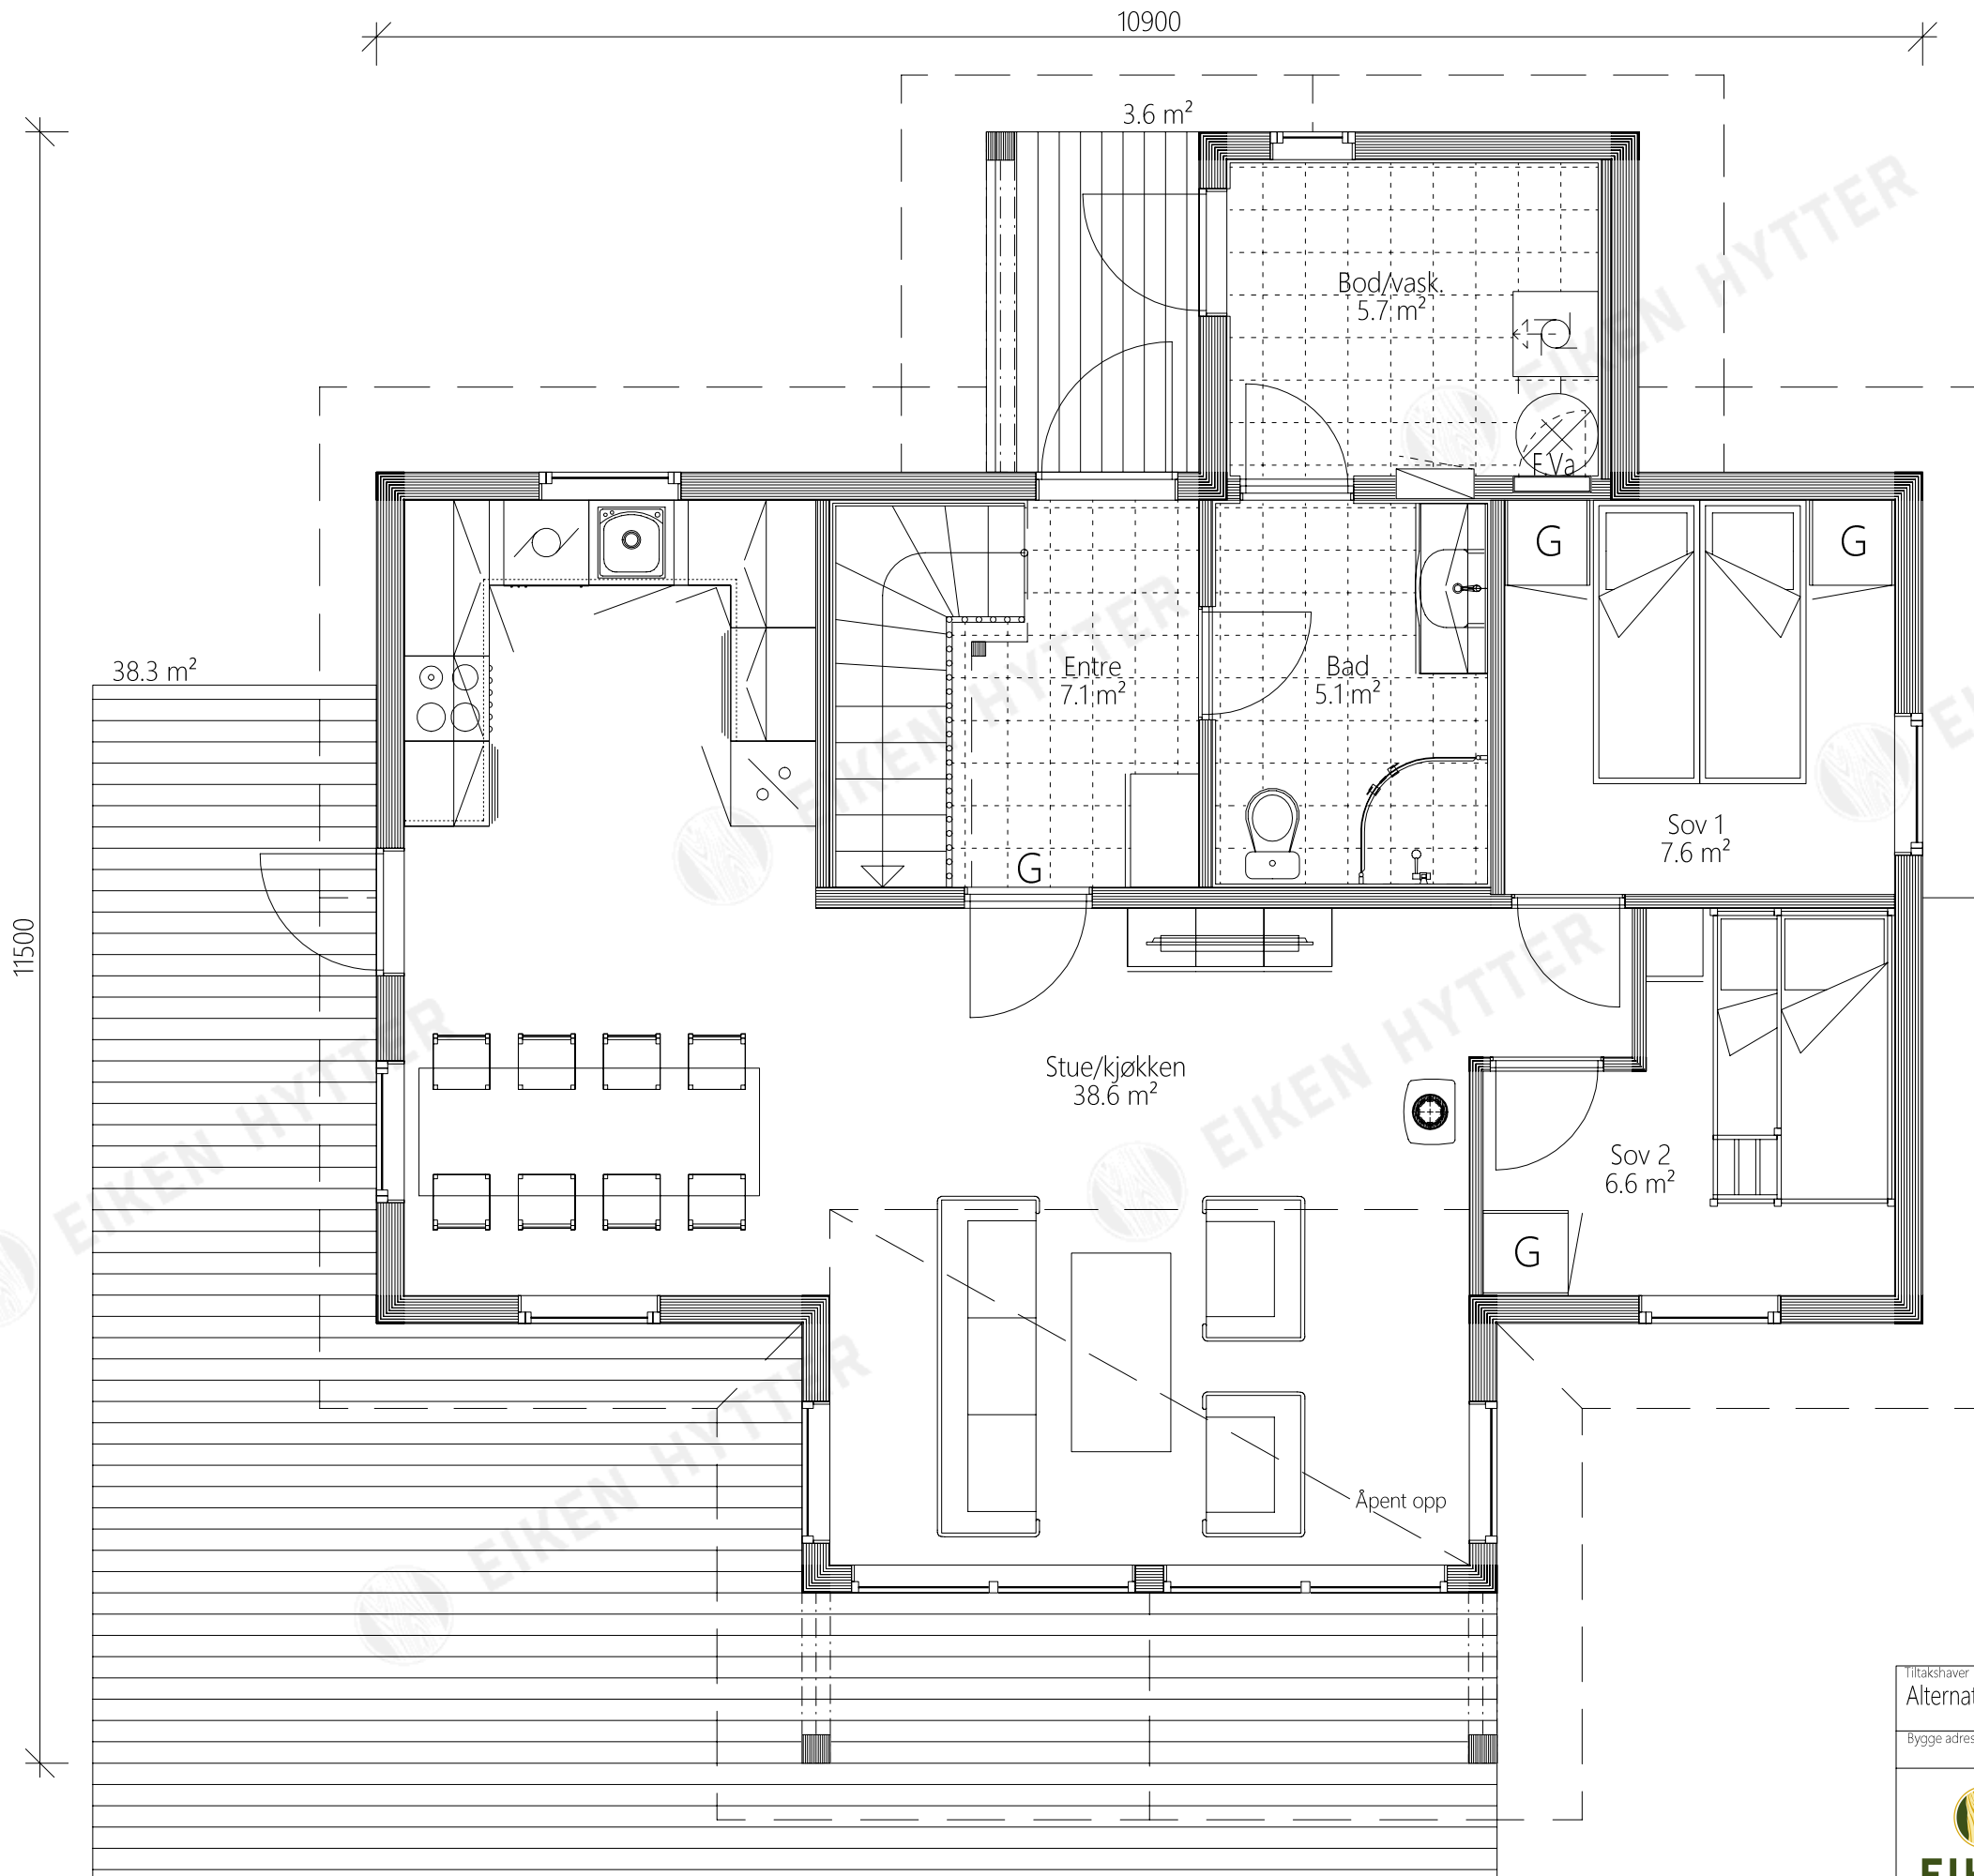 10900
3.6 m²
Bod/vask.
5.7 m²
F.Va
G
G
38.3 m²
Entre
7.1 m²
Bad
5.1 m²
Sov 1
7.6 m²
G
11500
Stue/kjøkken
38.6 m²
Sov 2
6.6 m²
G
Åpent opp
EIKEN HYTTER
EIKEN HYTTER
EIKEN HYTTER
EIKEN HYTTER
EIKEN HYTTER
Tiltakshaver
Alternat
Bygge adres